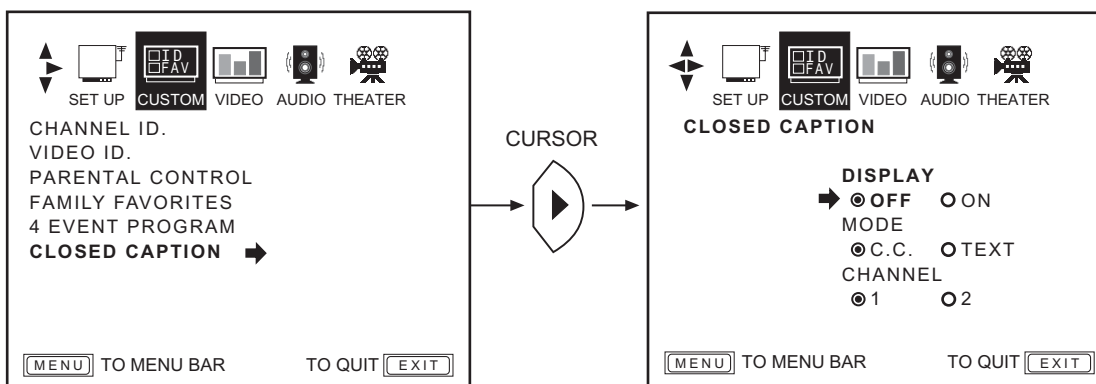 ID
FAV
SET UP CUSTOM VIDEO AUDIO THEATER
CHANNEL ID.
VIDEO ID.
PARENTAL CONTROL
FAMILY FAVORITES
4 EVENT PROGRAM
CLOSED CAPTION
MENU TO MENU BAR TO QUIT EXIT
CURSOR
ID
FAV
SET UP CUSTOM VIDEO AUDIO THEATER
CLOSED CAPTION
DISPLAY
OFF ON
MODE
C.C. TEXT
CHANNEL
1 2
MENU TO MENU BAR TO QUIT EXIT